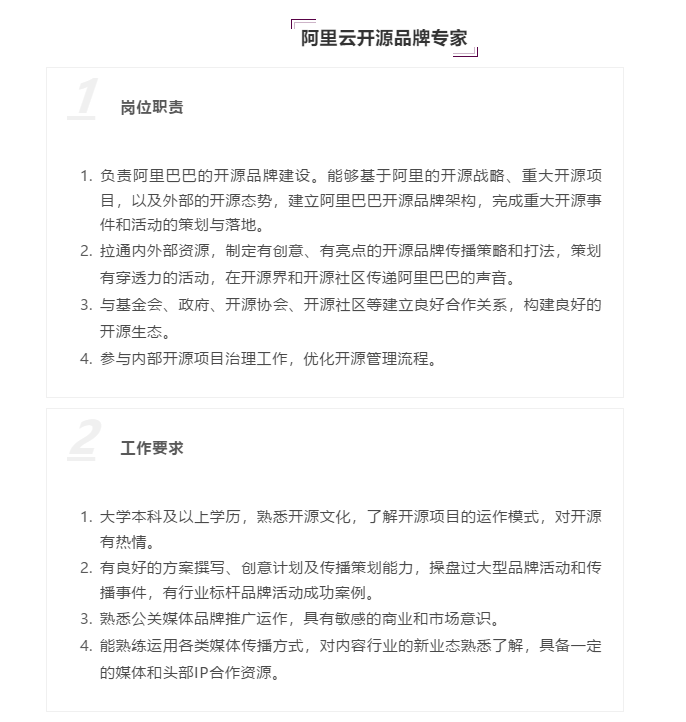 阿里云开源品牌专家
1
岗位职责
1. 负责阿里巴巴的开源品牌建设。能够基于阿里的开源战略、重大开源项
目，以及外部的开源态势，建立阿里巴巴开源品牌架构，完成重大开源事
件和活动的策划与落地。
2. 拉通内外部资源，制定有创意、有亮点的开源品牌传播策略和打法，策划
有穿透力的活动，在开源界和开源社区传递阿里巴巴的声音。
3. 与基金会、政府、开源协会、开源社区等建立良好合作关系，构建良好的
开源生态。
4. 参与内部开源项目治理工作，优化开源管理流程。
2
工作要求
1. 大学本科及以上学历，熟悉开源文化，了解开源项目的运作模式，对开源
有热情。
2. 有良好的方案撰写、创意计划及传播策划能力，操盘过大型品牌活动和传
播事件，有行业标杆品牌活动成功案例。
3. 熟悉公关媒体品牌推广运作，具有敏感的商业和市场意识。
4. 能熟练运用各类媒体传播方式，对内容行业的新业态熟悉了解，具备一定
的媒体和头部IP合作资源。